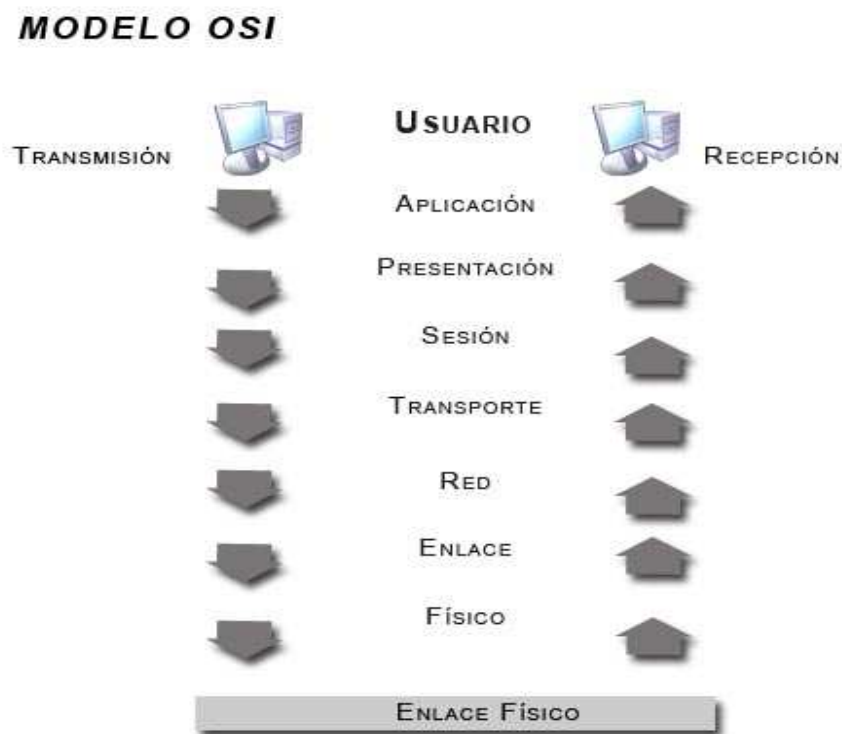 MODELO OSI
USUARIO
TRANSMISIÓN
RECEPCIÓN
APLICACIÓN
PRESENTACIÓN
SESIÓN
TRANSPORTE
RED
ENLACE
FÍSICO
ENLACE FÍSICO